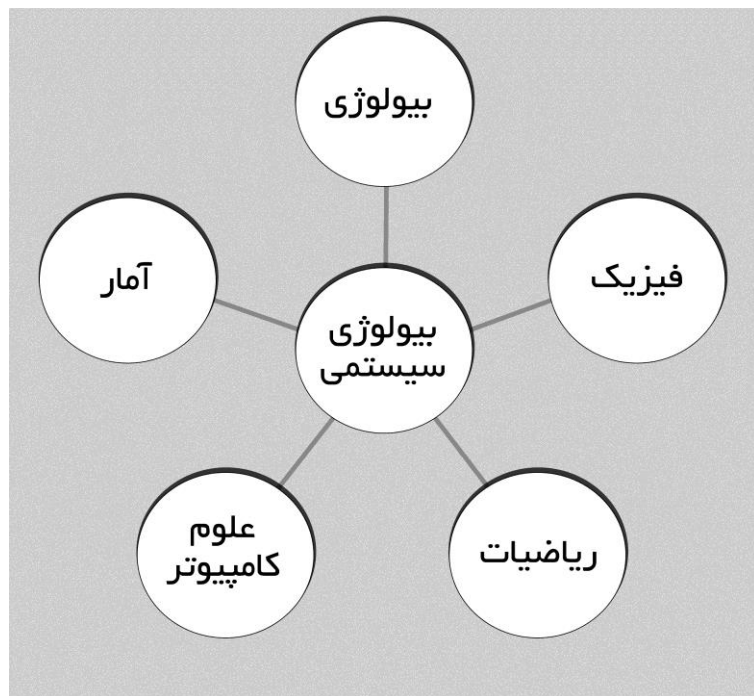 بیولوژی
فیزیک
آمار
بیولوژی
سیستمی
ریاضیات
علوم
کامپیوتر